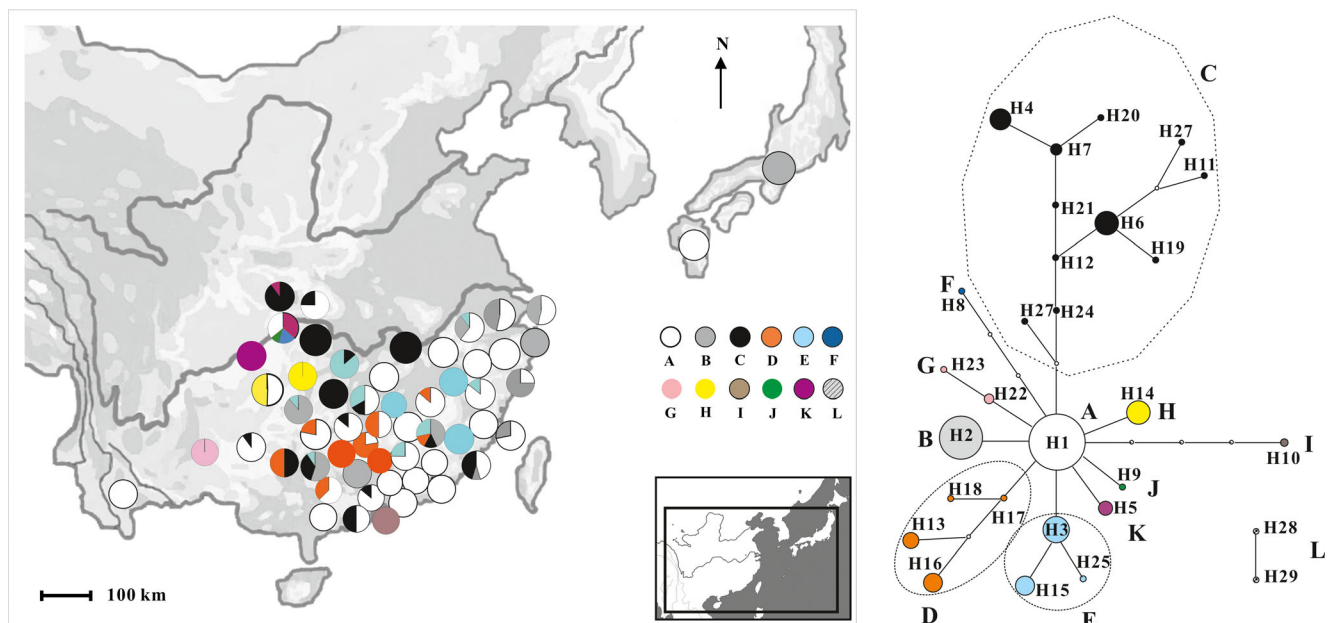 N
A B C D E F
G H I J K L
100 km
C
H4
H20
H7
H27
H11
H21
H6
H12
H19
F
H8
H27
H24
G
H23
H22
A
H14
H
B
H2
H1
I
H10
H9
J
H18
H17
H5
K
H13
H3
H28
L
H16
H25
H15
H29
D
E